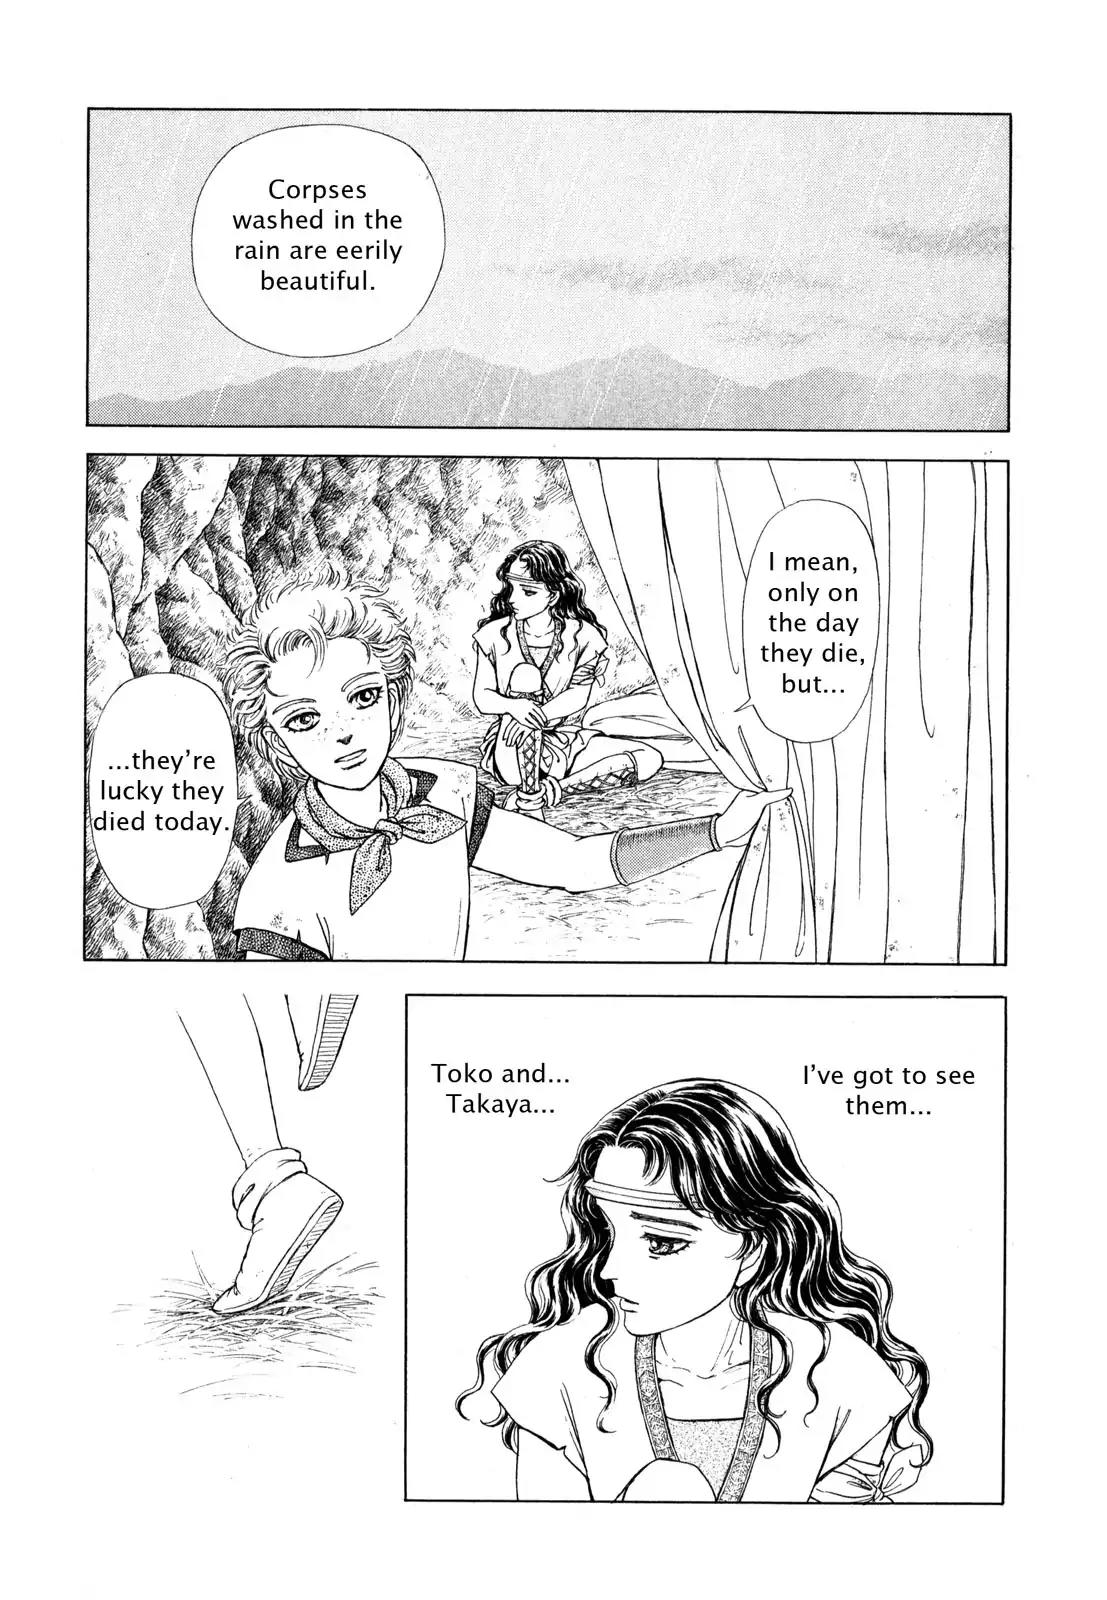 Corpses
washed in the
rain are eerily
beautiful.
I mean,
only on
the day
they die,
but...
...they're
lucky they
died today.
I've got to see
them...
Toko and...
Takaya...